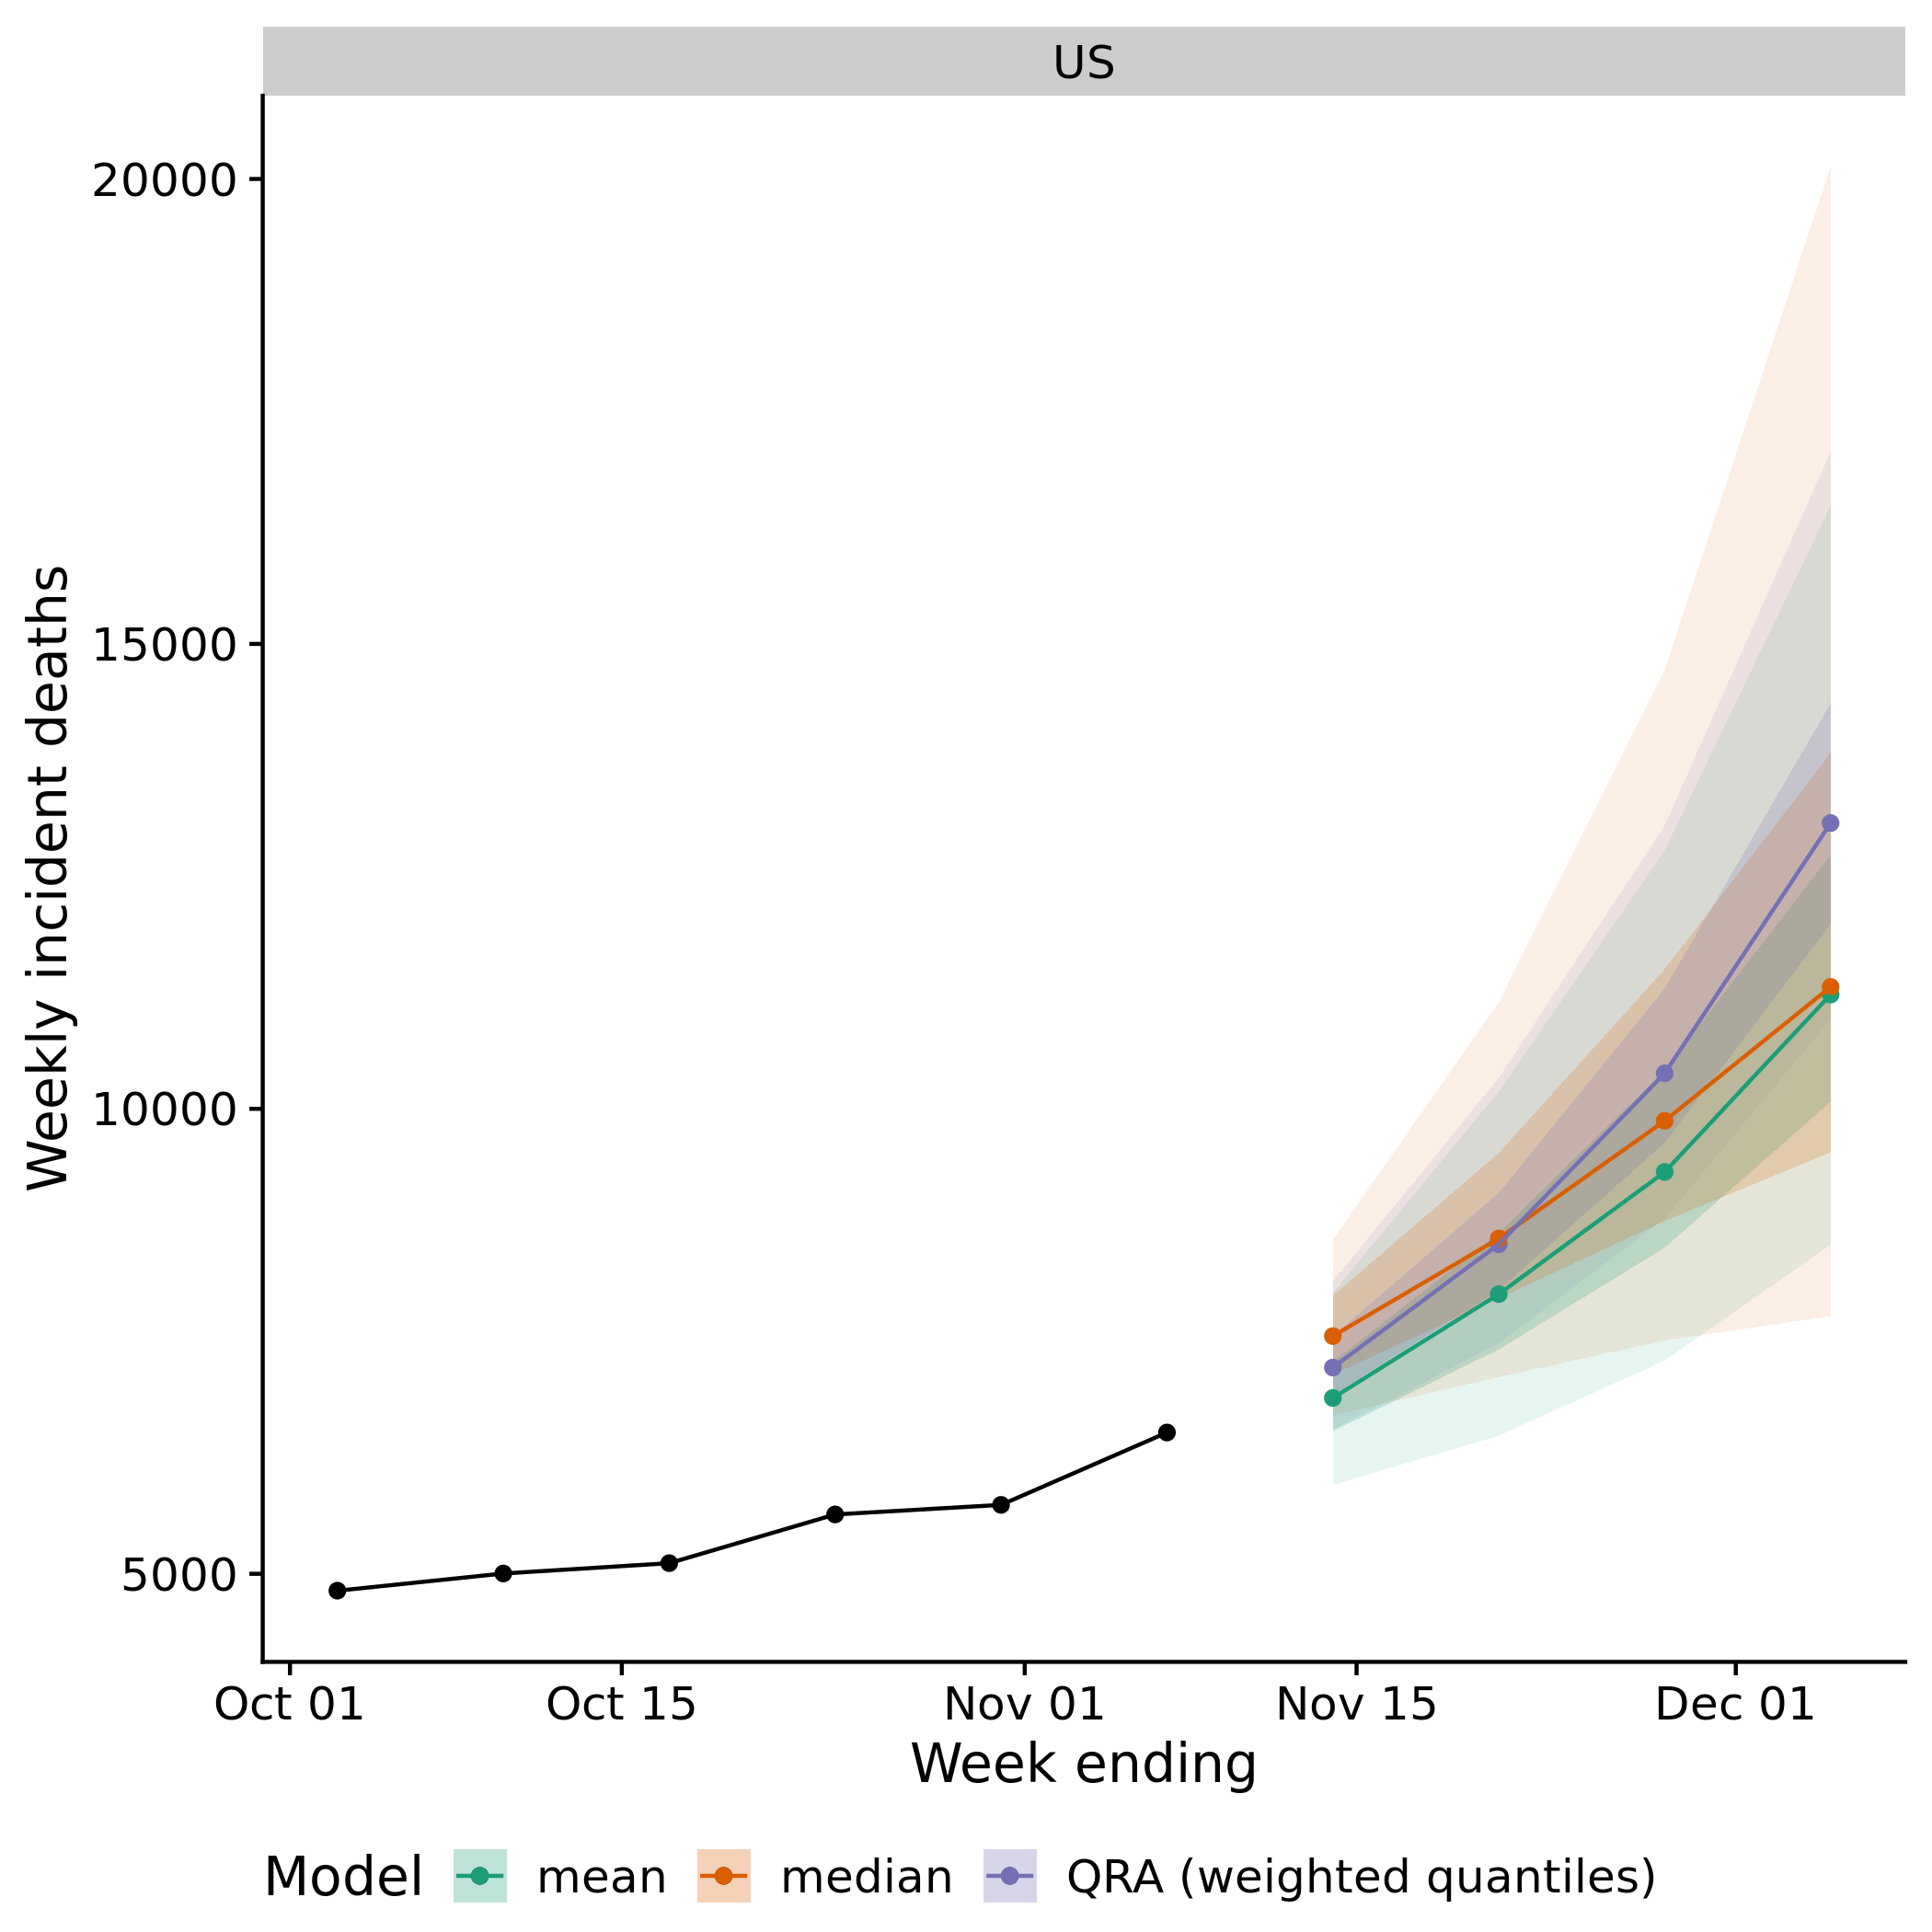 US
Weekly incident deaths
20000
15000
10000
5000
Oct 01 Oct 15 Nov 01 Nov 15 Dec 01
Week ending
Model mean median QRA (weighted quantiles)